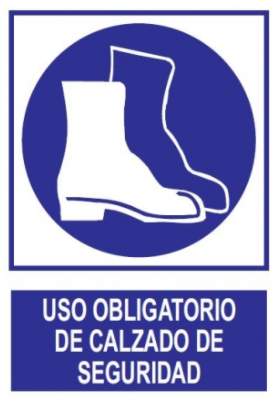 USO OBLIGATORIO
DE CALZADO DE
SEGURIDAD